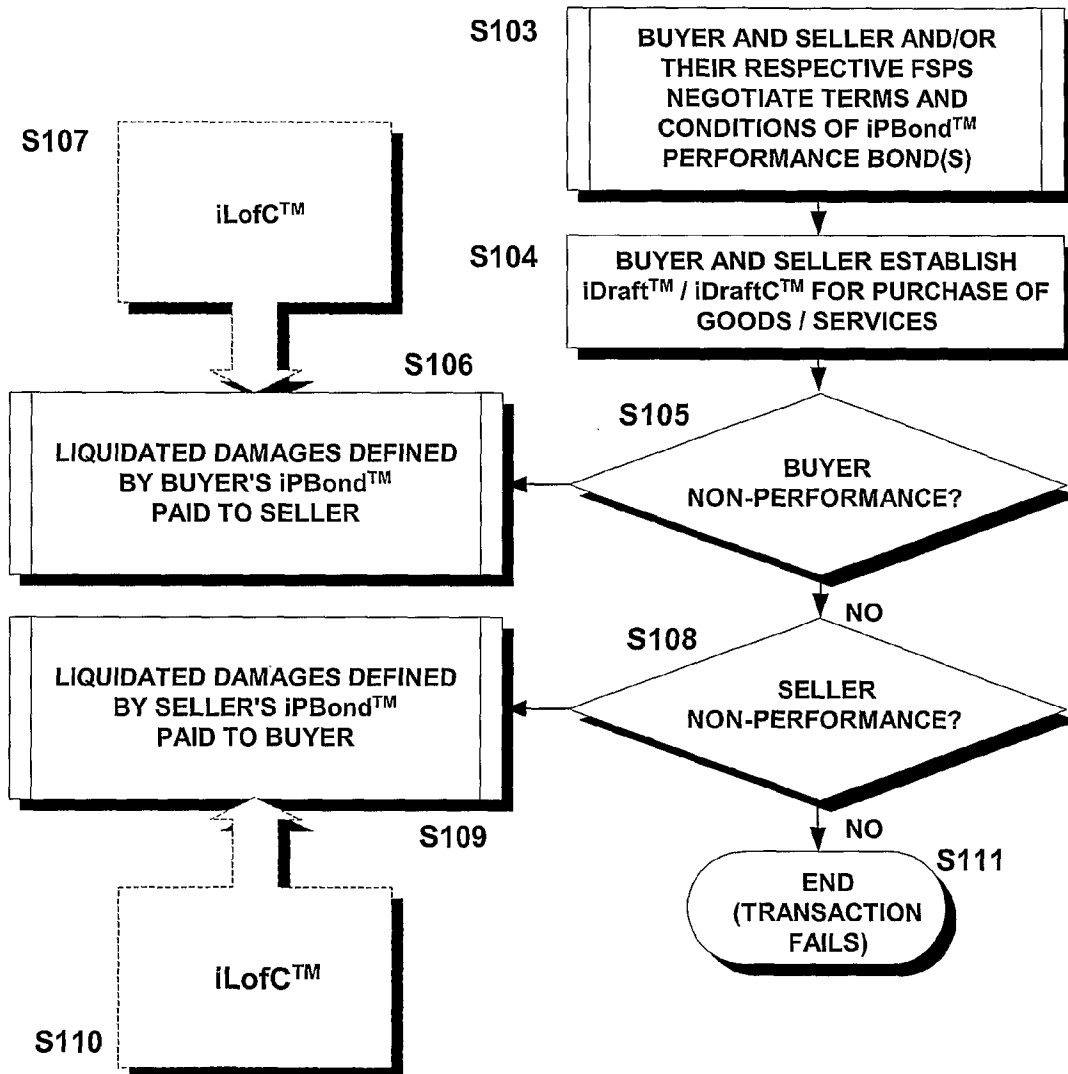 S103
BUYER AND SELLER AND/OR
THEIR RESPECTIVE FSPS
NEGOTIATE TERMS AND
CONDITIONS OF iPBond™
PERFORMANCE BOND(S)
S107
iLofC™
S104
BUYER AND SELLER ESTABLISH
iDraft™ / iDraftC™ FOR PURCHASE OF
GOODS / SERVICES
S106
LIQUIDATED DAMAGES DEFINED
BY BUYER'S iPBond™
PAID TO SELLER
S105
BUYER
NON-PERFORMANCE?
NO
S108
SELLER
NON-PERFORMANCE?
LIQUIDATED DAMAGES DEFINED
BY SELLER'S iPBond™
PAID TO BUYER
S109
NO
S111
END
(TRANSACTION
FAILS)
iLofC™
S110